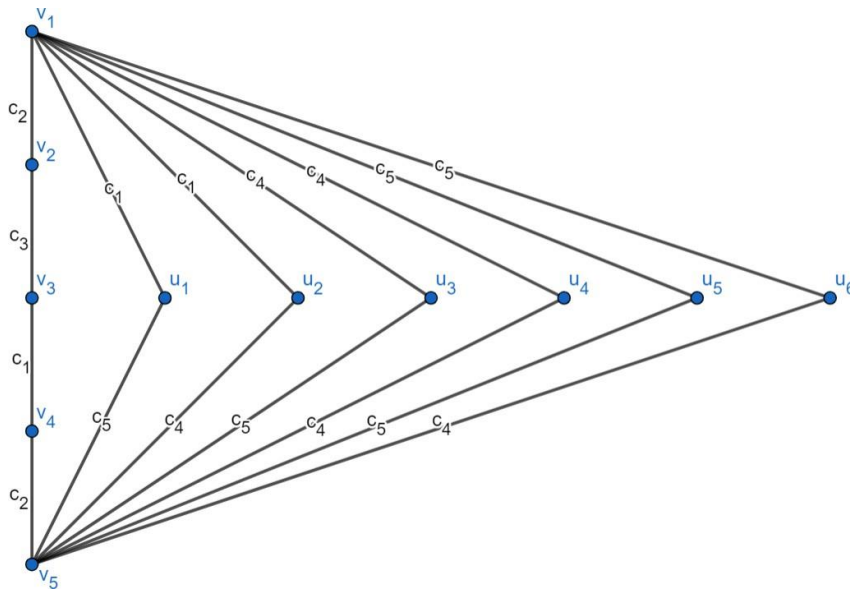 v₁
c₂
v₂
c₅
c₄
c₅
c₄
c₁
c₁
c₃
v₃
u₁
u₂
u₃
u₄
u₅
u₆
c₁
v₄
c₅
c₄
c₅
c₄
c₅
c₄
c₂
v₅